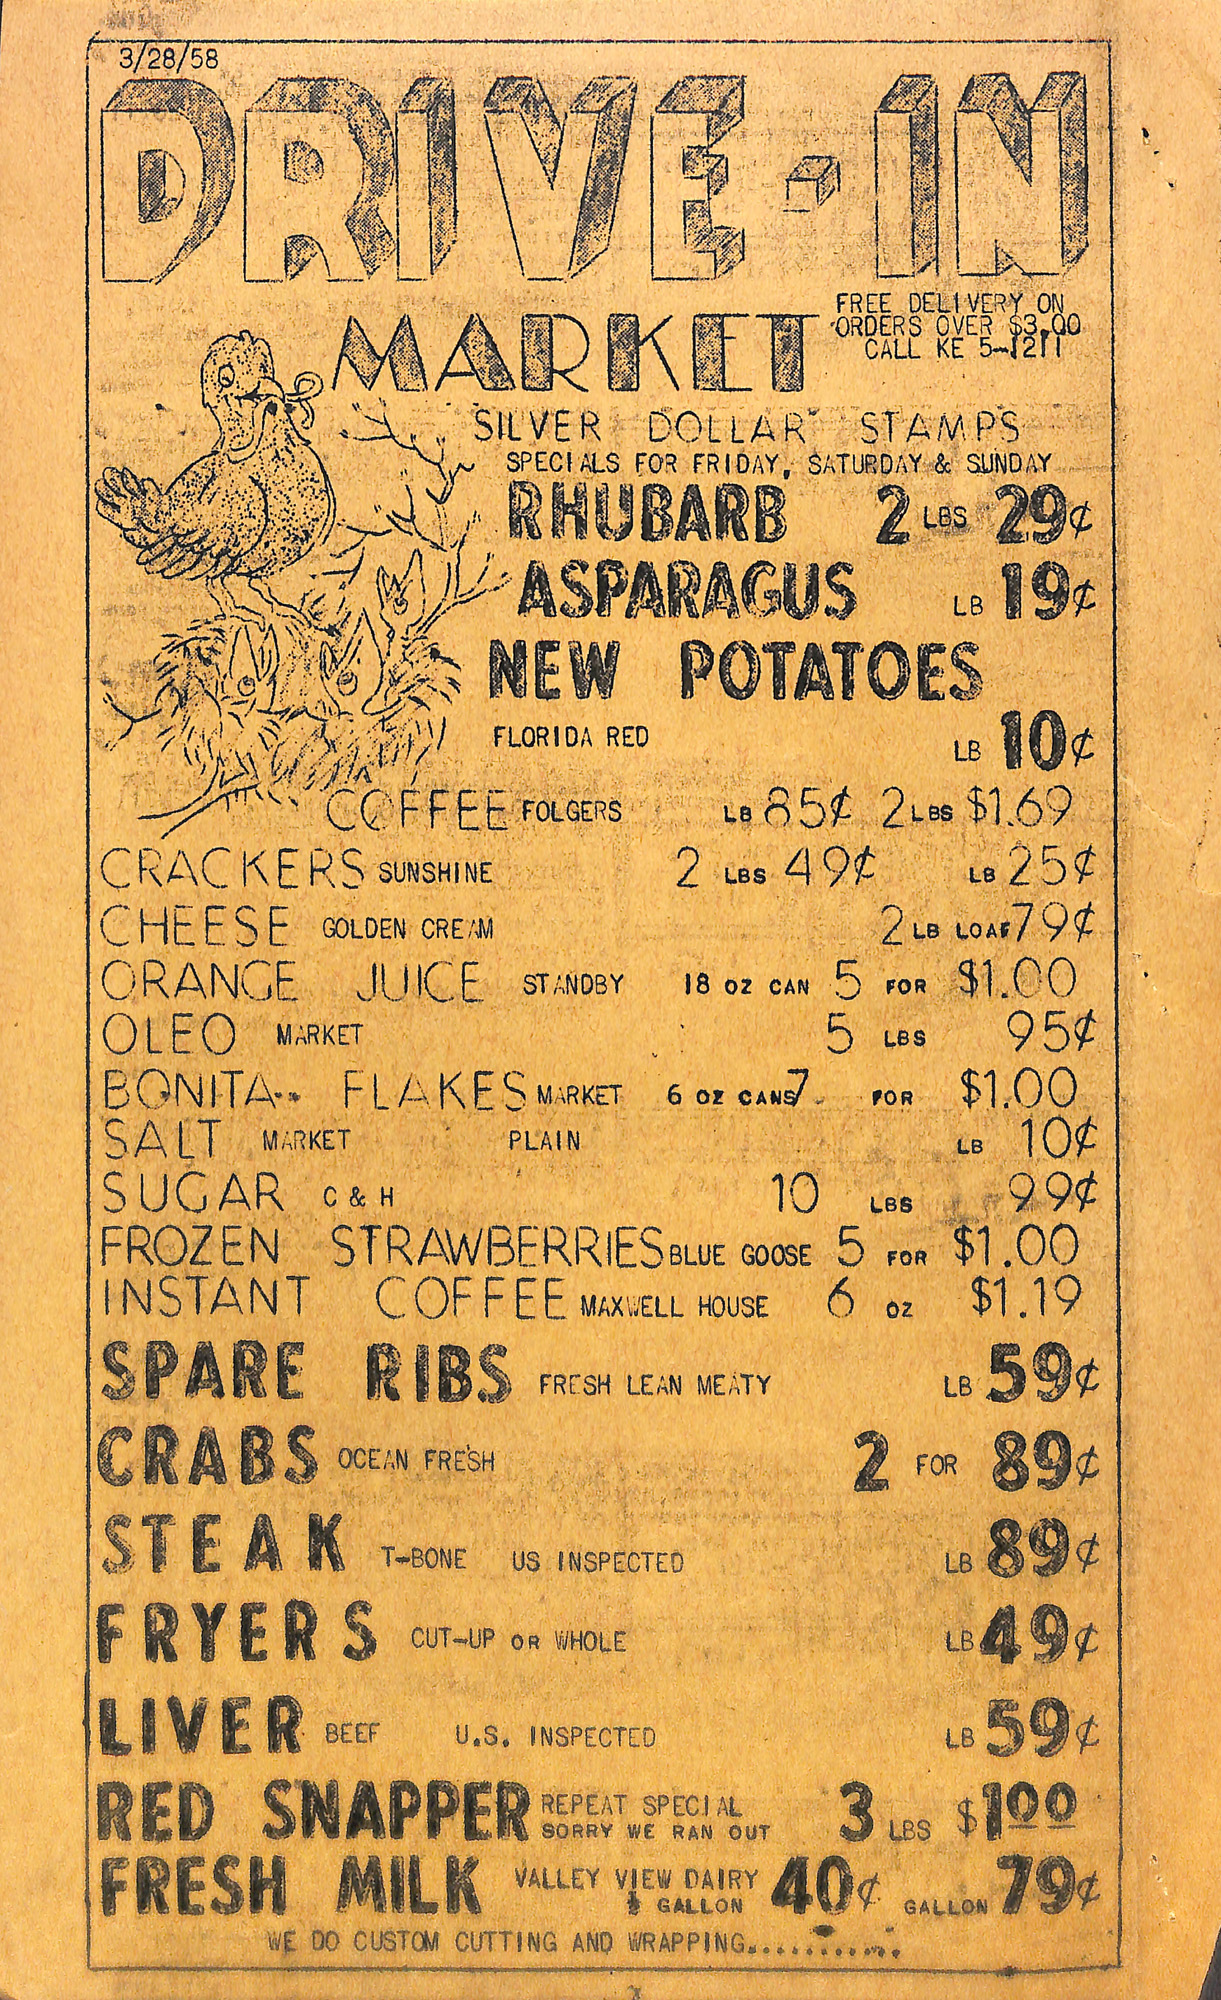 3/28/58
DRIVE-IN
MARKET
FREE DELIVERY ON
ORDERS OVER $3.00
CALL KE 5-1211
SILVER DOLLAR STAMPS
SPECIALS FOR FRIDAY, SATURDAY & SUNDAY
RHUBARB 2 LBS 29¢
ASPARAGUS LB 19¢
NEW POTATOES
FLORIDA RED LB 10¢
COFFEE FOLGERS LB 85¢ 2 LBS $1.69
CRACKERS SUNSHINE 2 LBS 49¢ LB 25¢
CHEESE GOLDEN CREAM 2 LB LOAF 79¢
ORANGE JUICE STANDBY 18 OZ CAN 5 FOR $1.00
OLEO MARKET 5 LBS 95¢
BONITA FLAKES MARKET 6 OZ CANS 7 FOR $1.00
SALT MARKET PLAIN LB 10¢
SUGAR C & H 10 LBS 99¢
FROZEN STRAWBERRIES BLUE GOOSE 5 FOR $1.00
INSTANT COFFEE MAXWELL HOUSE 6 OZ $1.19
SPARE RIBS FRESH LEAN MEATY LB 59¢
CRABS OCEAN FRESH 2 FOR 89¢
STEAK T-BONE US INSPECTED LB 89¢
FRYERS CUT-UP OR WHOLE LB 49¢
LIVER BEEF U.S. INSPECTED LB 59¢
RED SNAPPER REPEAT SPECIAL SORRY WE RAN OUT 3 LBS $1.00
FRESH MILK VALLEY VIEW DAIRY ½ GALLON 40¢ GALLON 79¢
WE DO CUSTOM CUTTING AND WRAPPING............